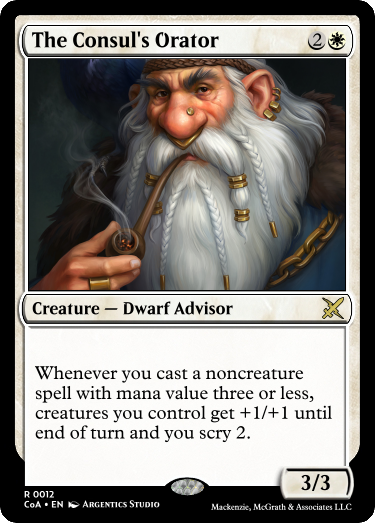 The Consul's Orator 2
Creature — Dwarf Advisor
Whenever you cast a noncreature
spell with mana value three or less,
creatures you control get +1/+1 until
end of turn and you scry 2.
3/3
R 0012
CoA • EN Argentics Studio
Mackenzie, McGrath & Associates LLC